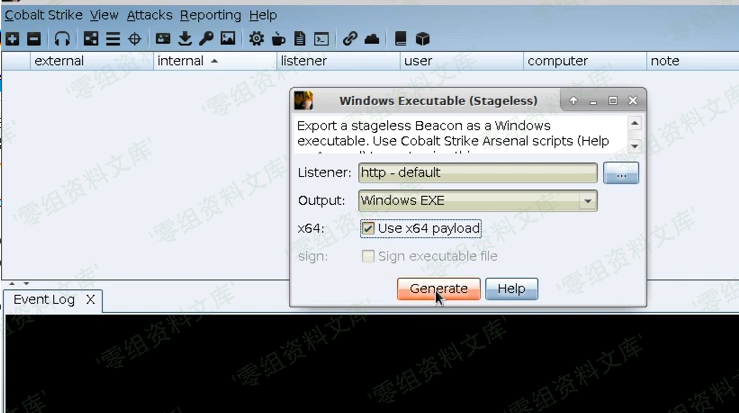 Cobalt Strike View Attacks Reporting Help
external internal listener user computer note
Windows Executable (Stageless)
Export a stageless Beacon as a Windows
executable. Use Cobalt Strike Arsenal scripts (Help
Listener: http - default ...
Output: Windows EXE
x64: Use x64 payload
sign: Sign executable file
Generate Help
Event Log X
'零组资料文库'